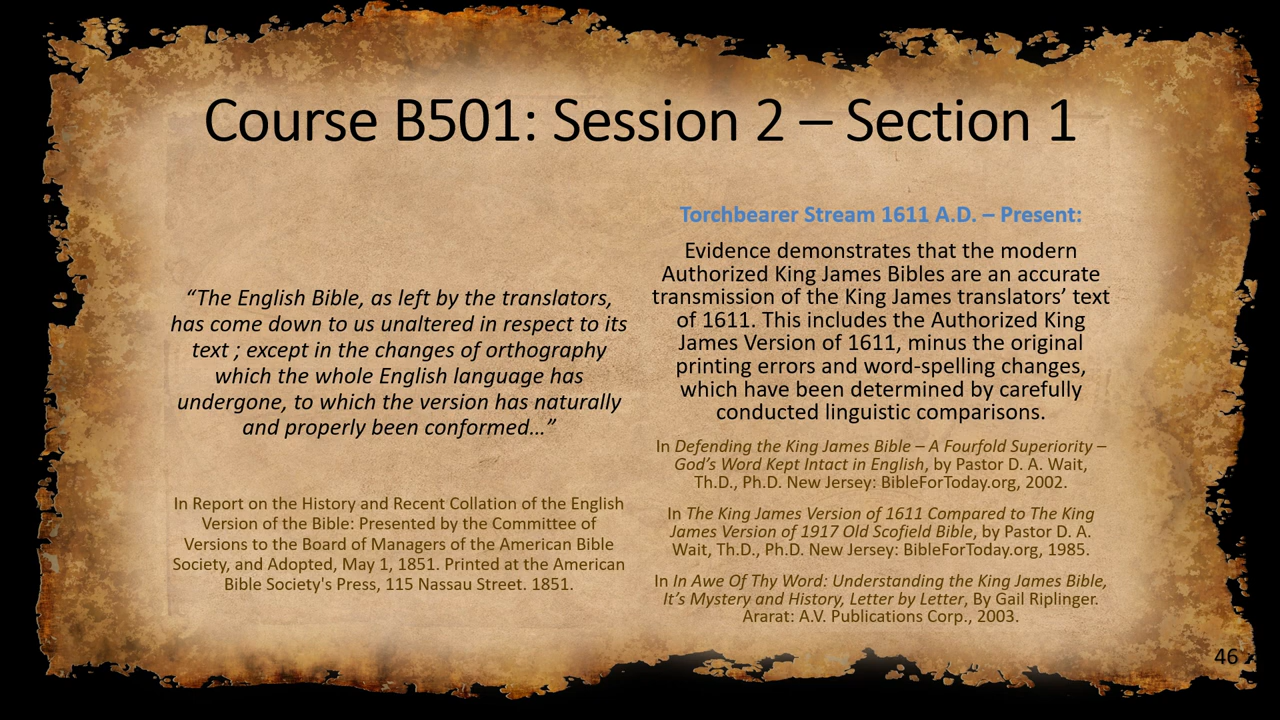 Course B501: Session 2 – Section 1
“The English Bible, as left by the translators,
has come down to us unaltered in respect to its
text ; except in the changes of orthography
which the whole English language has
undergone, to which the version has naturally
and properly been conformed…”
In Report on the History and Recent Collation of the English
Version of the Bible: Presented by the Committee of
Versions to the Board of Managers of the American Bible
Society, and Adopted, May 1, 1851. Printed at the American
Bible Society's Press, 115 Nassau Street. 1851.
Torchbearer Stream 1611 A.D. – Present:
Evidence demonstrates that the modern
Authorized King James Bibles are an accurate
transmission of the King James translators’ text
of 1611. This includes the Authorized King
James Version of 1611, minus the original
printing errors and word-spelling changes,
which have been determined by carefully
conducted linguistic comparisons.
In Defending the King James Bible – A Fourfold Superiority –
God’s Word Kept Intact in English, by Pastor D. A. Wait,
Th.D., Ph.D. New Jersey: BibleForToday.org, 2002.
In The King James Version of 1611 Compared to The King
James Version of 1917 Old Scofield Bible, by Pastor D. A.
Wait, Th.D., Ph.D. New Jersey: BibleForToday.org, 1985.
In In Awe Of Thy Word: Understanding the King James Bible,
It’s Mystery and History, Letter by Letter, By Gail Riplinger.
Ararat: A.V. Publications Corp., 2003.
46